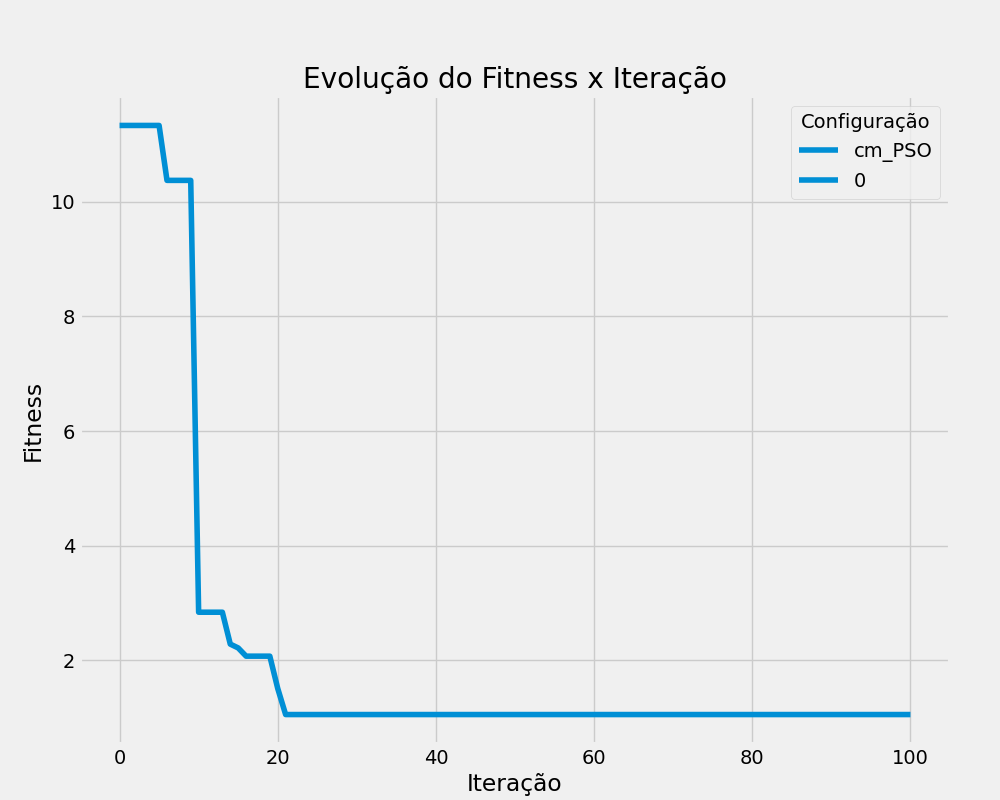 Evolução do Fitness x Iteração
Configuração
cm_PSO
0
10
8
6
4
2
Fitness
0 20 40 60 80 100
Iteração